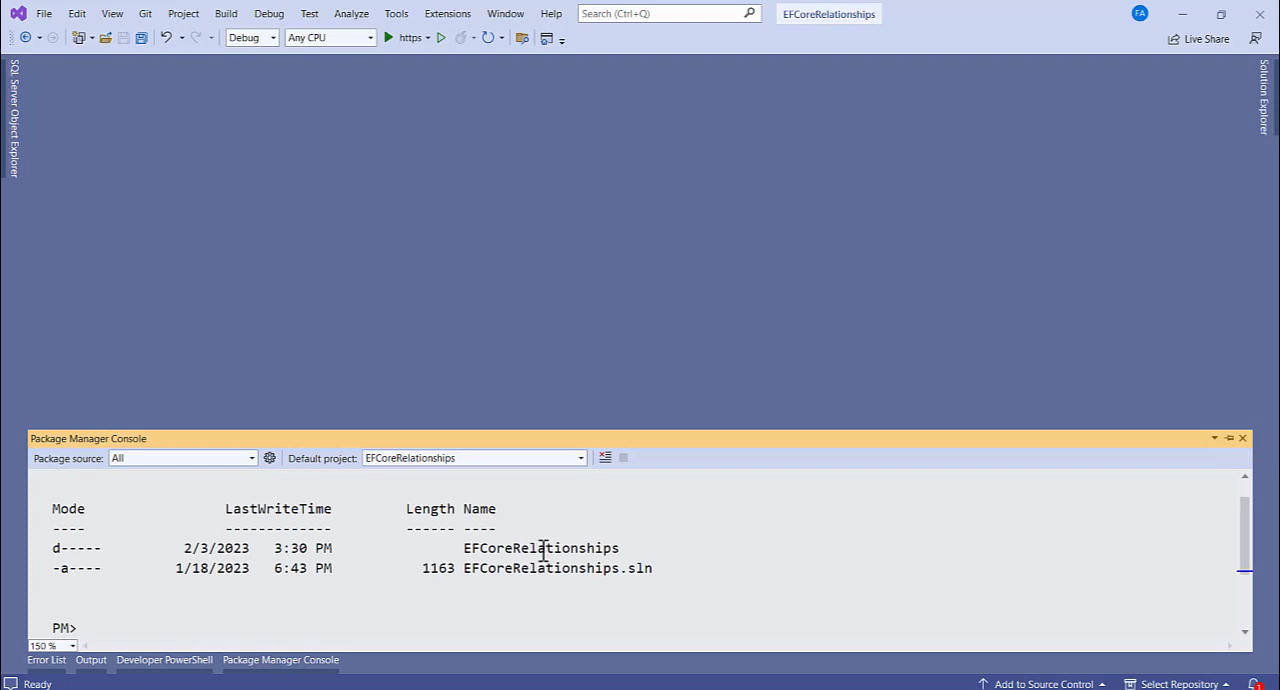 File Edit View Git Project Build Debug Test Analyze Tools Extensions Window Help Search (Ctrl+Q) EFCoreRelationships FA
Debug Any CPU https Live Share
SQL Server Object Explorer
Solution Explorer
Package Manager Console
Package source: All Default project: EFCoreRelationships
Mode LastWriteTime Length Name
---- ------------- ------ ----
d----- 2/3/2023 3:30 PM EFCoreRelationships
-a---- 1/18/2023 6:43 PM 1163 EFCoreRelationships.sln
PM>
150 %
Error List Output Developer PowerShell Package Manager Console
Ready Add to Source Control Select Repository 1